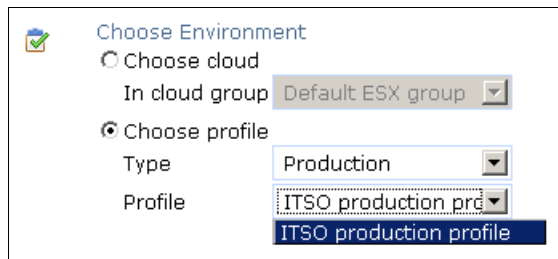 Choose Environment
Choose cloud
In cloud group Default ESX group
Choose profile
Type Production
Profile ITSO production pro
ITSO production profile